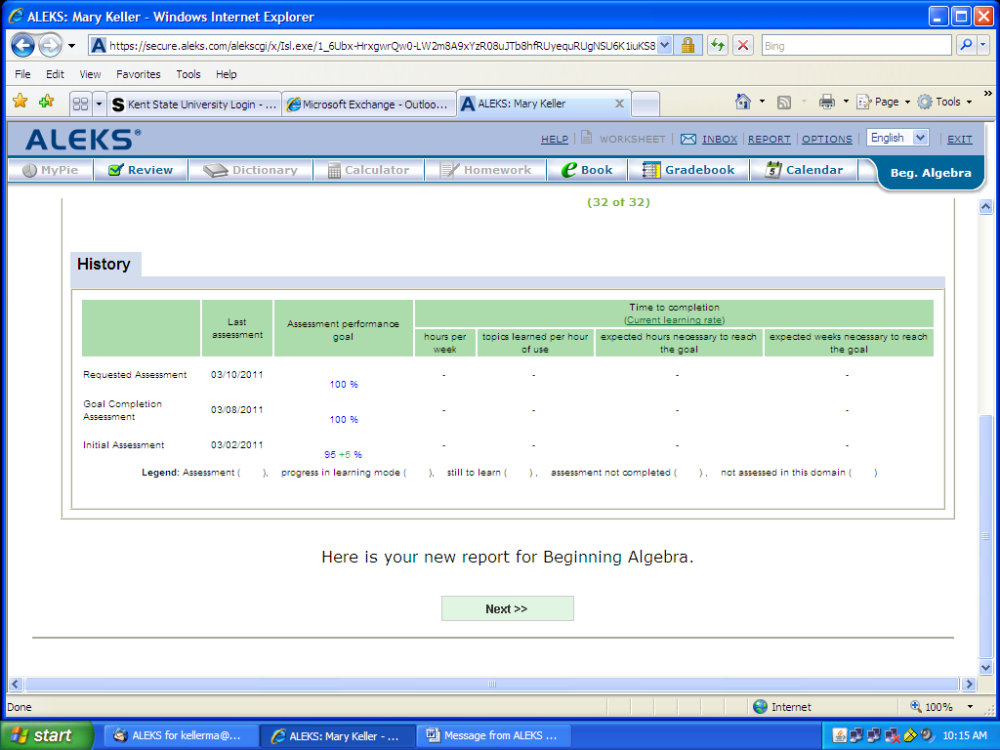 ALEKS: Mary Keller - Windows Internet Explorer
https://secure.aleks.com/alekscgi/x/Isl.exe/1_6Ubx-HrxgwrQw0-LW2m8A9xYzR08uJTb8hfRUyequRUgNSU6K1iuKS8
Bing
File Edit View Favorites Tools Help
Kent State University Login - ... Microsoft Exchange - Outloo... ALEKS: Mary Keller Page Tools
ALEKS®
HELP WORKSHEET INBOX REPORT OPTIONS English EXIT
MyPie Review Dictionary Calculator Homework Book Gradebook Calendar Beg. Algebra
(32 of 32)
History
Last assessment
Assessment performance goal
Time to completion
(Current learning rate)
hours per week
topics learned per hour of use
expected hours necessary to reach the goal
expected weeks necessary to reach the goal
Requested Assessment 03/10/2011 100 % - - - -
Goal Completion Assessment 03/08/2011 100 % - - - -
Initial Assessment 03/02/2011 95 +5 % - - - -
Legend: Assessment ( ), progress in learning mode ( ), still to learn ( ) , assessment not completed ( ) , not assessed in this domain ( )
Here is your new report for Beginning Algebra.
Next >>
Done Internet 100%
start ALEKS for kellerma@... ALEKS: Mary Keller - ... Message from ALEKS ... 10:15 AM